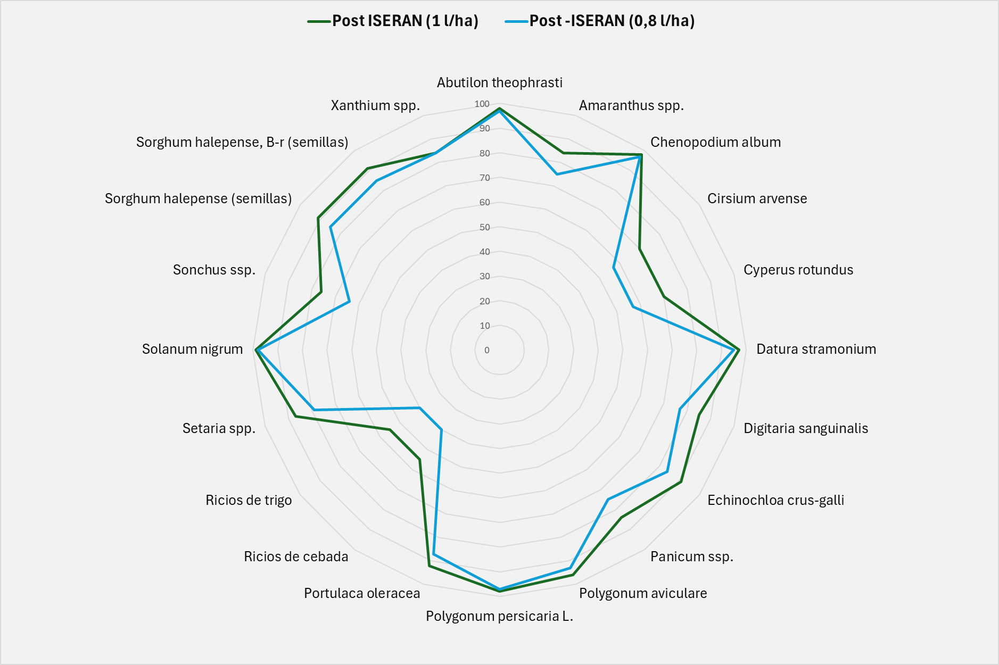 Post ISERAN (1 l/ha)
Post -ISERAN (0,8 l/ha)
Abutilon theophrasti
Amaranthus spp.
Chenopodium album
Cirsium arvense
Cyperus rotundus
Datura stramonium
Digitaria sanguinalis
Echinochloa crus-galli
Panicum ssp.
Polygonum aviculare
Polygonum persicaria L.
Portulaca oleracea
Ricios de cebada
Ricios de trigo
Setaria spp.
Solanum nigrum
Sonchus ssp.
Sorghum halepense (semillas)
Sorghum halepense, B-r (semillas)
Xanthium spp.
100
90
80
70
60
50
40
30
20
10
0